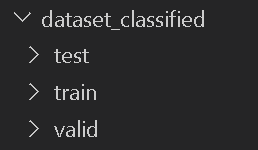 dataset_classified
test
train
valid